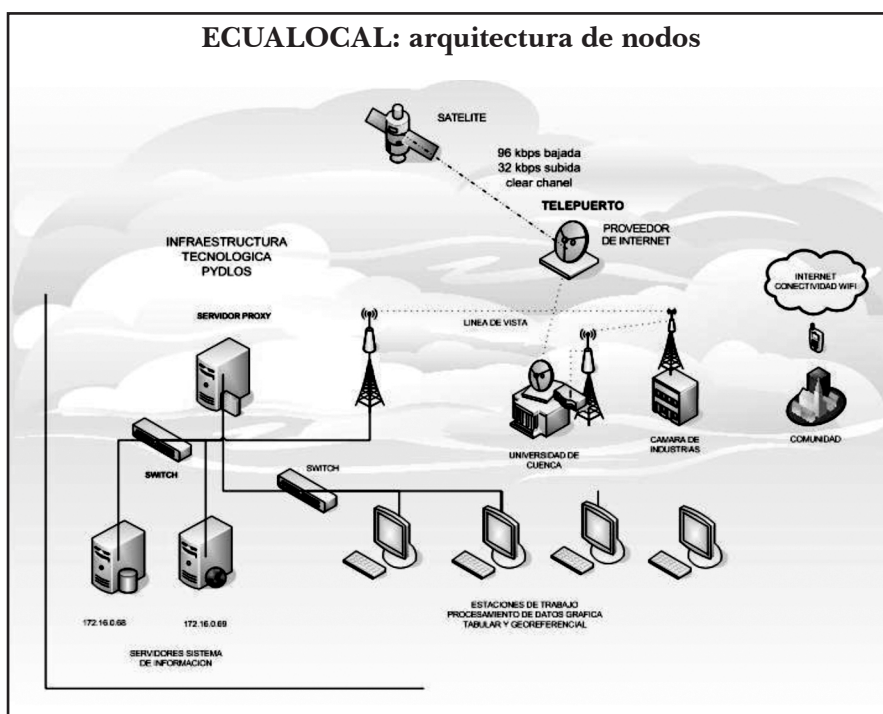 ECUALOCAL: arquitectura de nodos
SATELITE
96 kbps bajada
32 kbps subida
clear chanel
TELEPUERTO
PROVEEDOR
DE INTERNET
INFRAESTRUCTURA
TECNOLOGICA
PYDLOS
INTERNET
CONECTIVIDAD WIFI
SERVIDOR PROXY
LINEA DE VISTA
UNIVERSIDAD DE
CUENCA
CAMARA DE
INDUSTRIAS
COMUNIDAD
SWITCH
SWITCH
172.16.0.68
172.16.0.69
SERVIDORES SISTEMA
DE INFORMACION
ESTACIONES DE TRABAJO
PROCESAMIENTO DE DATOS GRAFICA
TABULAR Y GEOREFERENCIAL